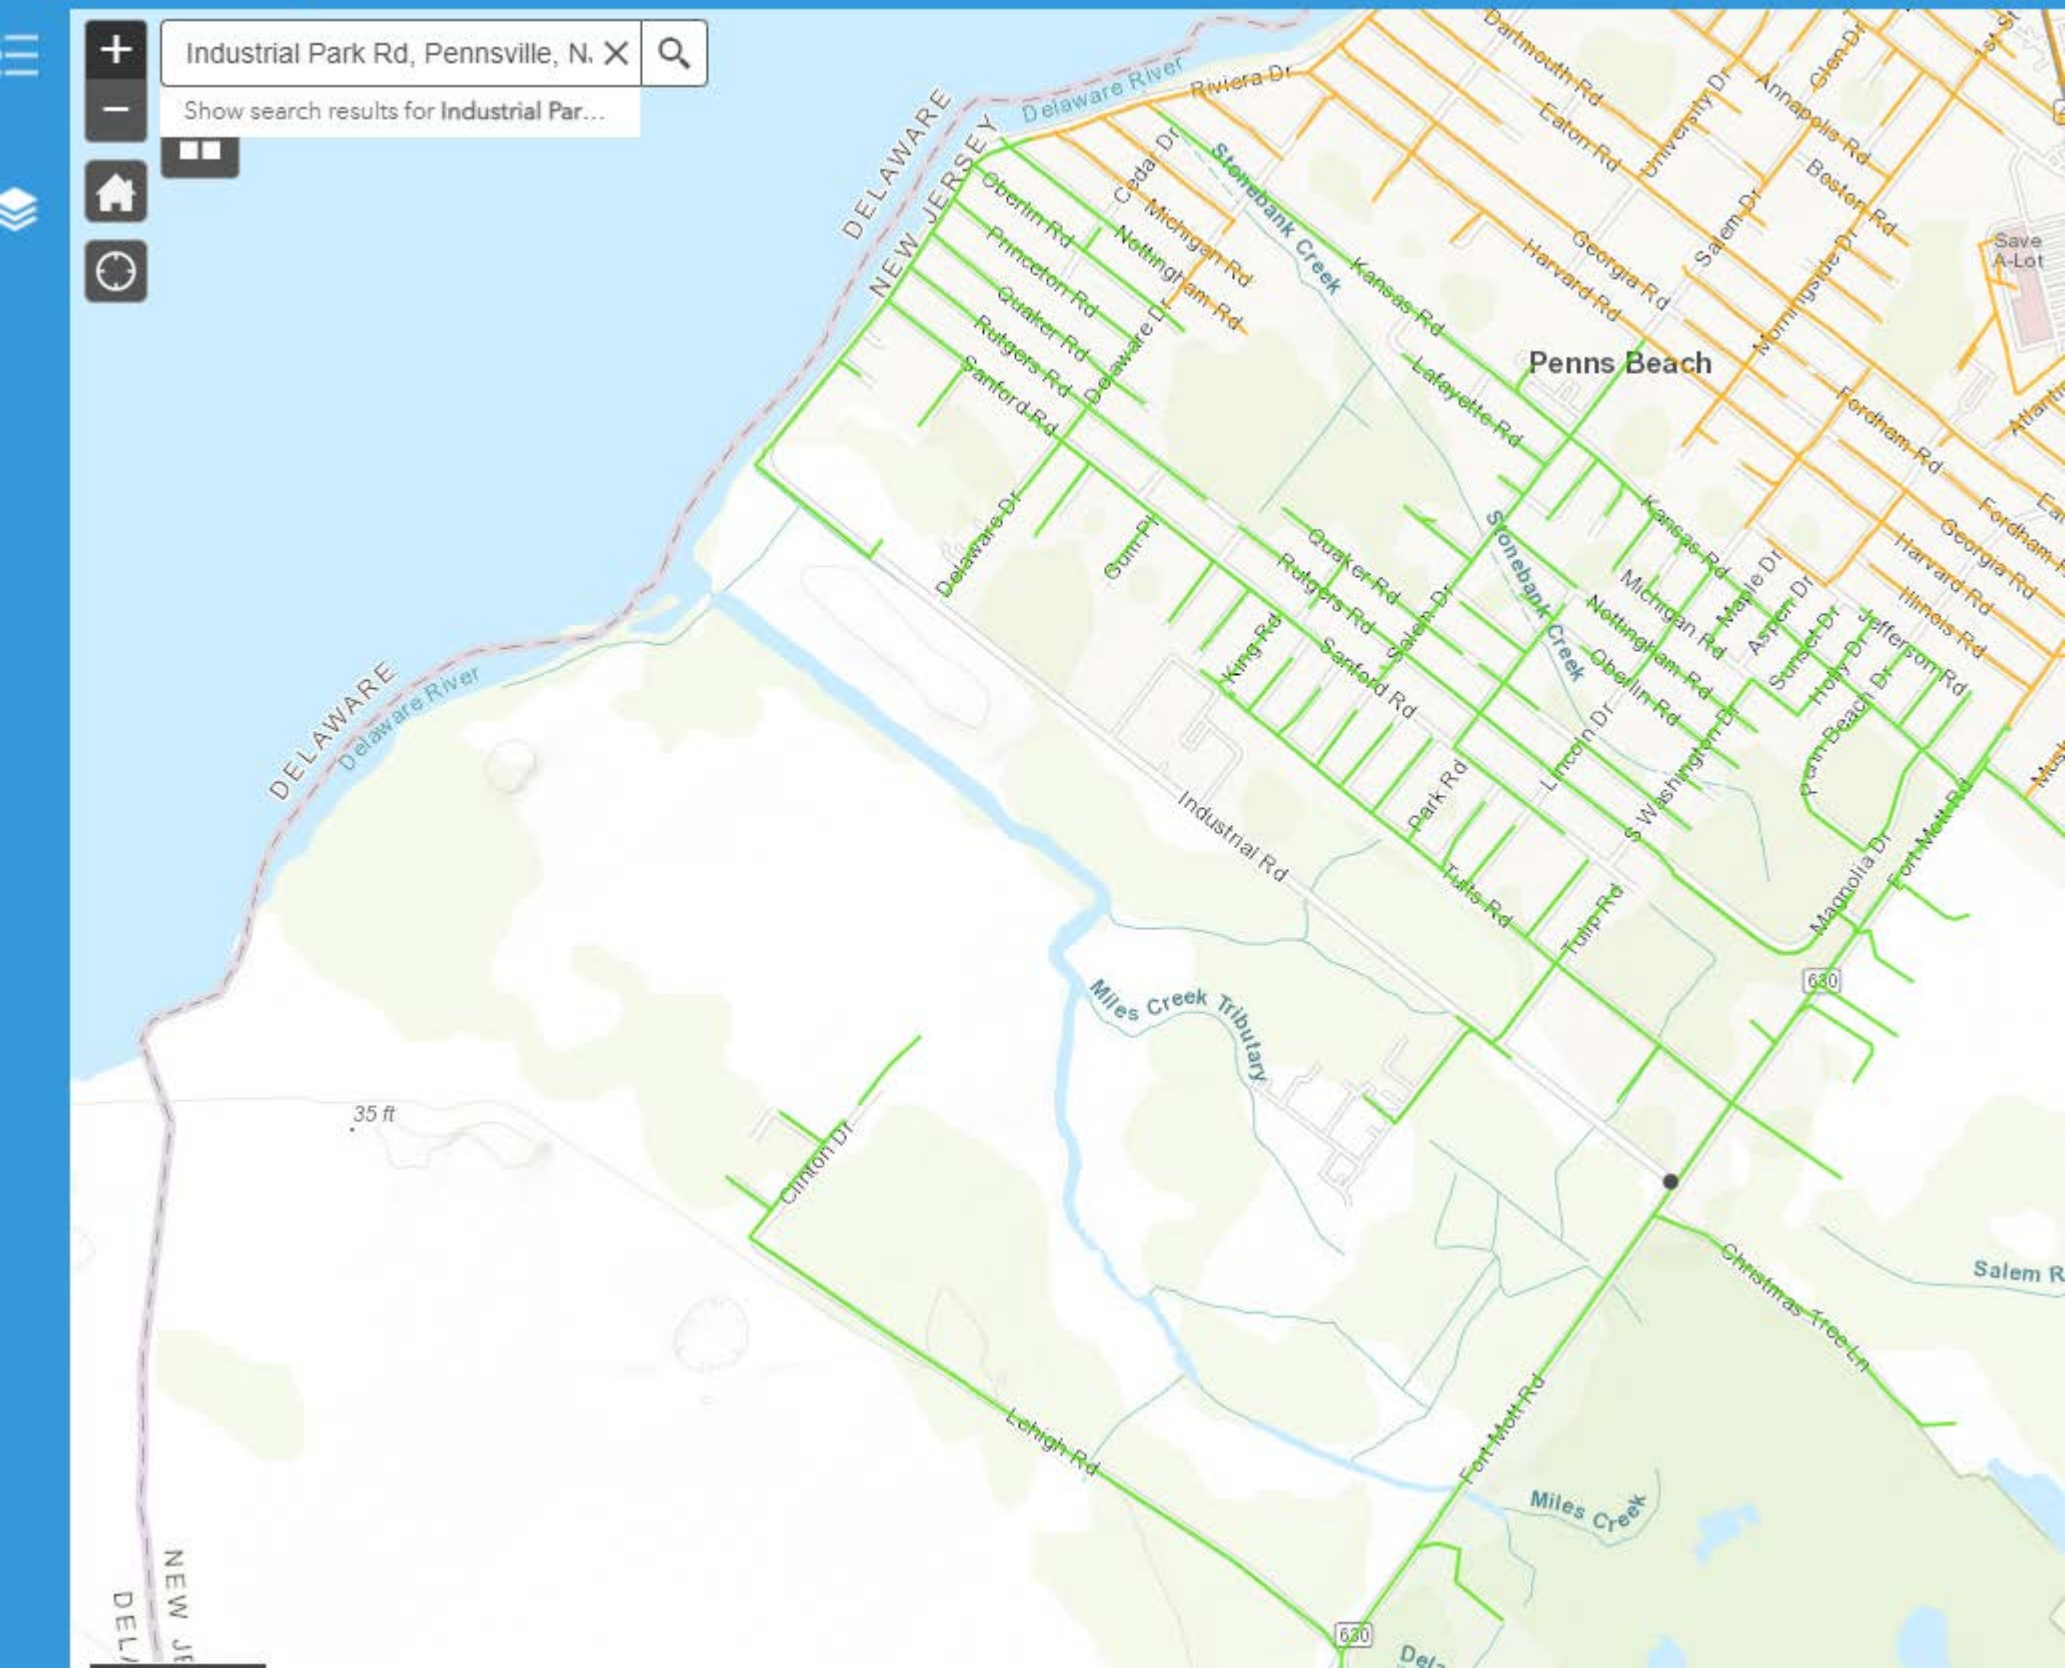 Industrial Park Rd, Pennsville, N.
Show search results for Industrial Par...
DELAWARE
NEW JERSEY
Delaware River
Riviera Dr
Dartmouth Rd
Eaton Rd
University Dr
Annapolis Rd
Glen Dr
1st St
Boston Rd
Save
A-Lot
Salem Dr
Morningside Dr
Georgia Rd
Harvard Rd
Cedar Dr
Michigan Rd
Nottingham Rd
Stonebank Creek
Kansas Rd
Lafayette Rd
Penns Beach
Oberlin Rd
Princeton Rd
Quaker Rd
Rutgers Rd
Sanford Rd
Delaware Dr
Fordham Rd
Fordham
Georgia Rd
Harvard Rd
Illinois Rd
Delaware Dr
Gum Pl
Quaker Rd
Rutgers Rd
Salem Dr
Stonebank Creek
Kansas Rd
Michigan Rd
Nottingham Rd
Oberlin Rd
Maple Dr
Aspen Dr
Sunset Dr
Holly Dr
Jefferson Rd
Penn Beach Dr
King Rd
Sanford Rd
Lincoln Dr
S Washington Dr
Park Rd
Tufts Rd
Tulip Rd
Magnolia Dr
Fort Mott Rd
630
DELAWARE
Delaware River
Industrial Rd
Miles Creek Tributary
35 ft
Clinton Dr
Christmas Tree Ln
Salem R
Lehigh Rd
Fort Mott Rd
Miles Creek
630
Dela
NEW JE
DELA